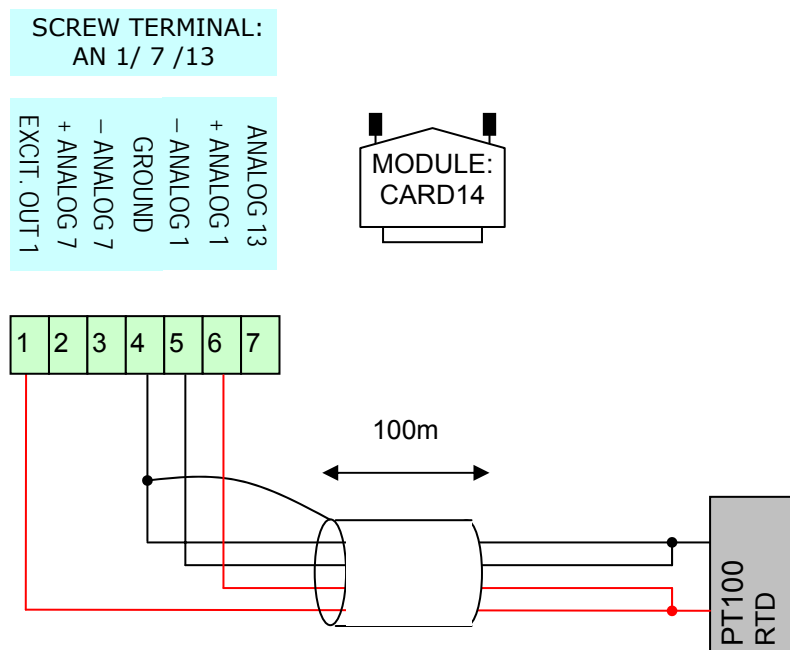 SCREW TERMINAL:
AN 1/ 7 /13
EXCIT. OUT 1
+ ANALOG 7
– ANALOG 7
GROUND
– ANALOG 1
+ ANALOG 1
ANALOG 13
MODULE:
CARD14
1 2 3 4 5 6 7
100m
PT100
RTD